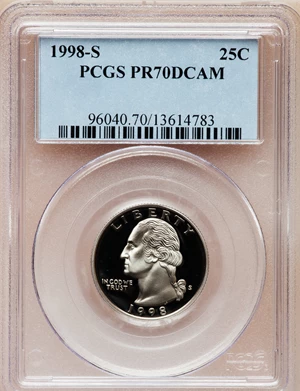 1998-S 25C
PCGS PR70DCAM
96040.70/13614783
LIBERTY
IN GOD WE
TRUST
S
1998